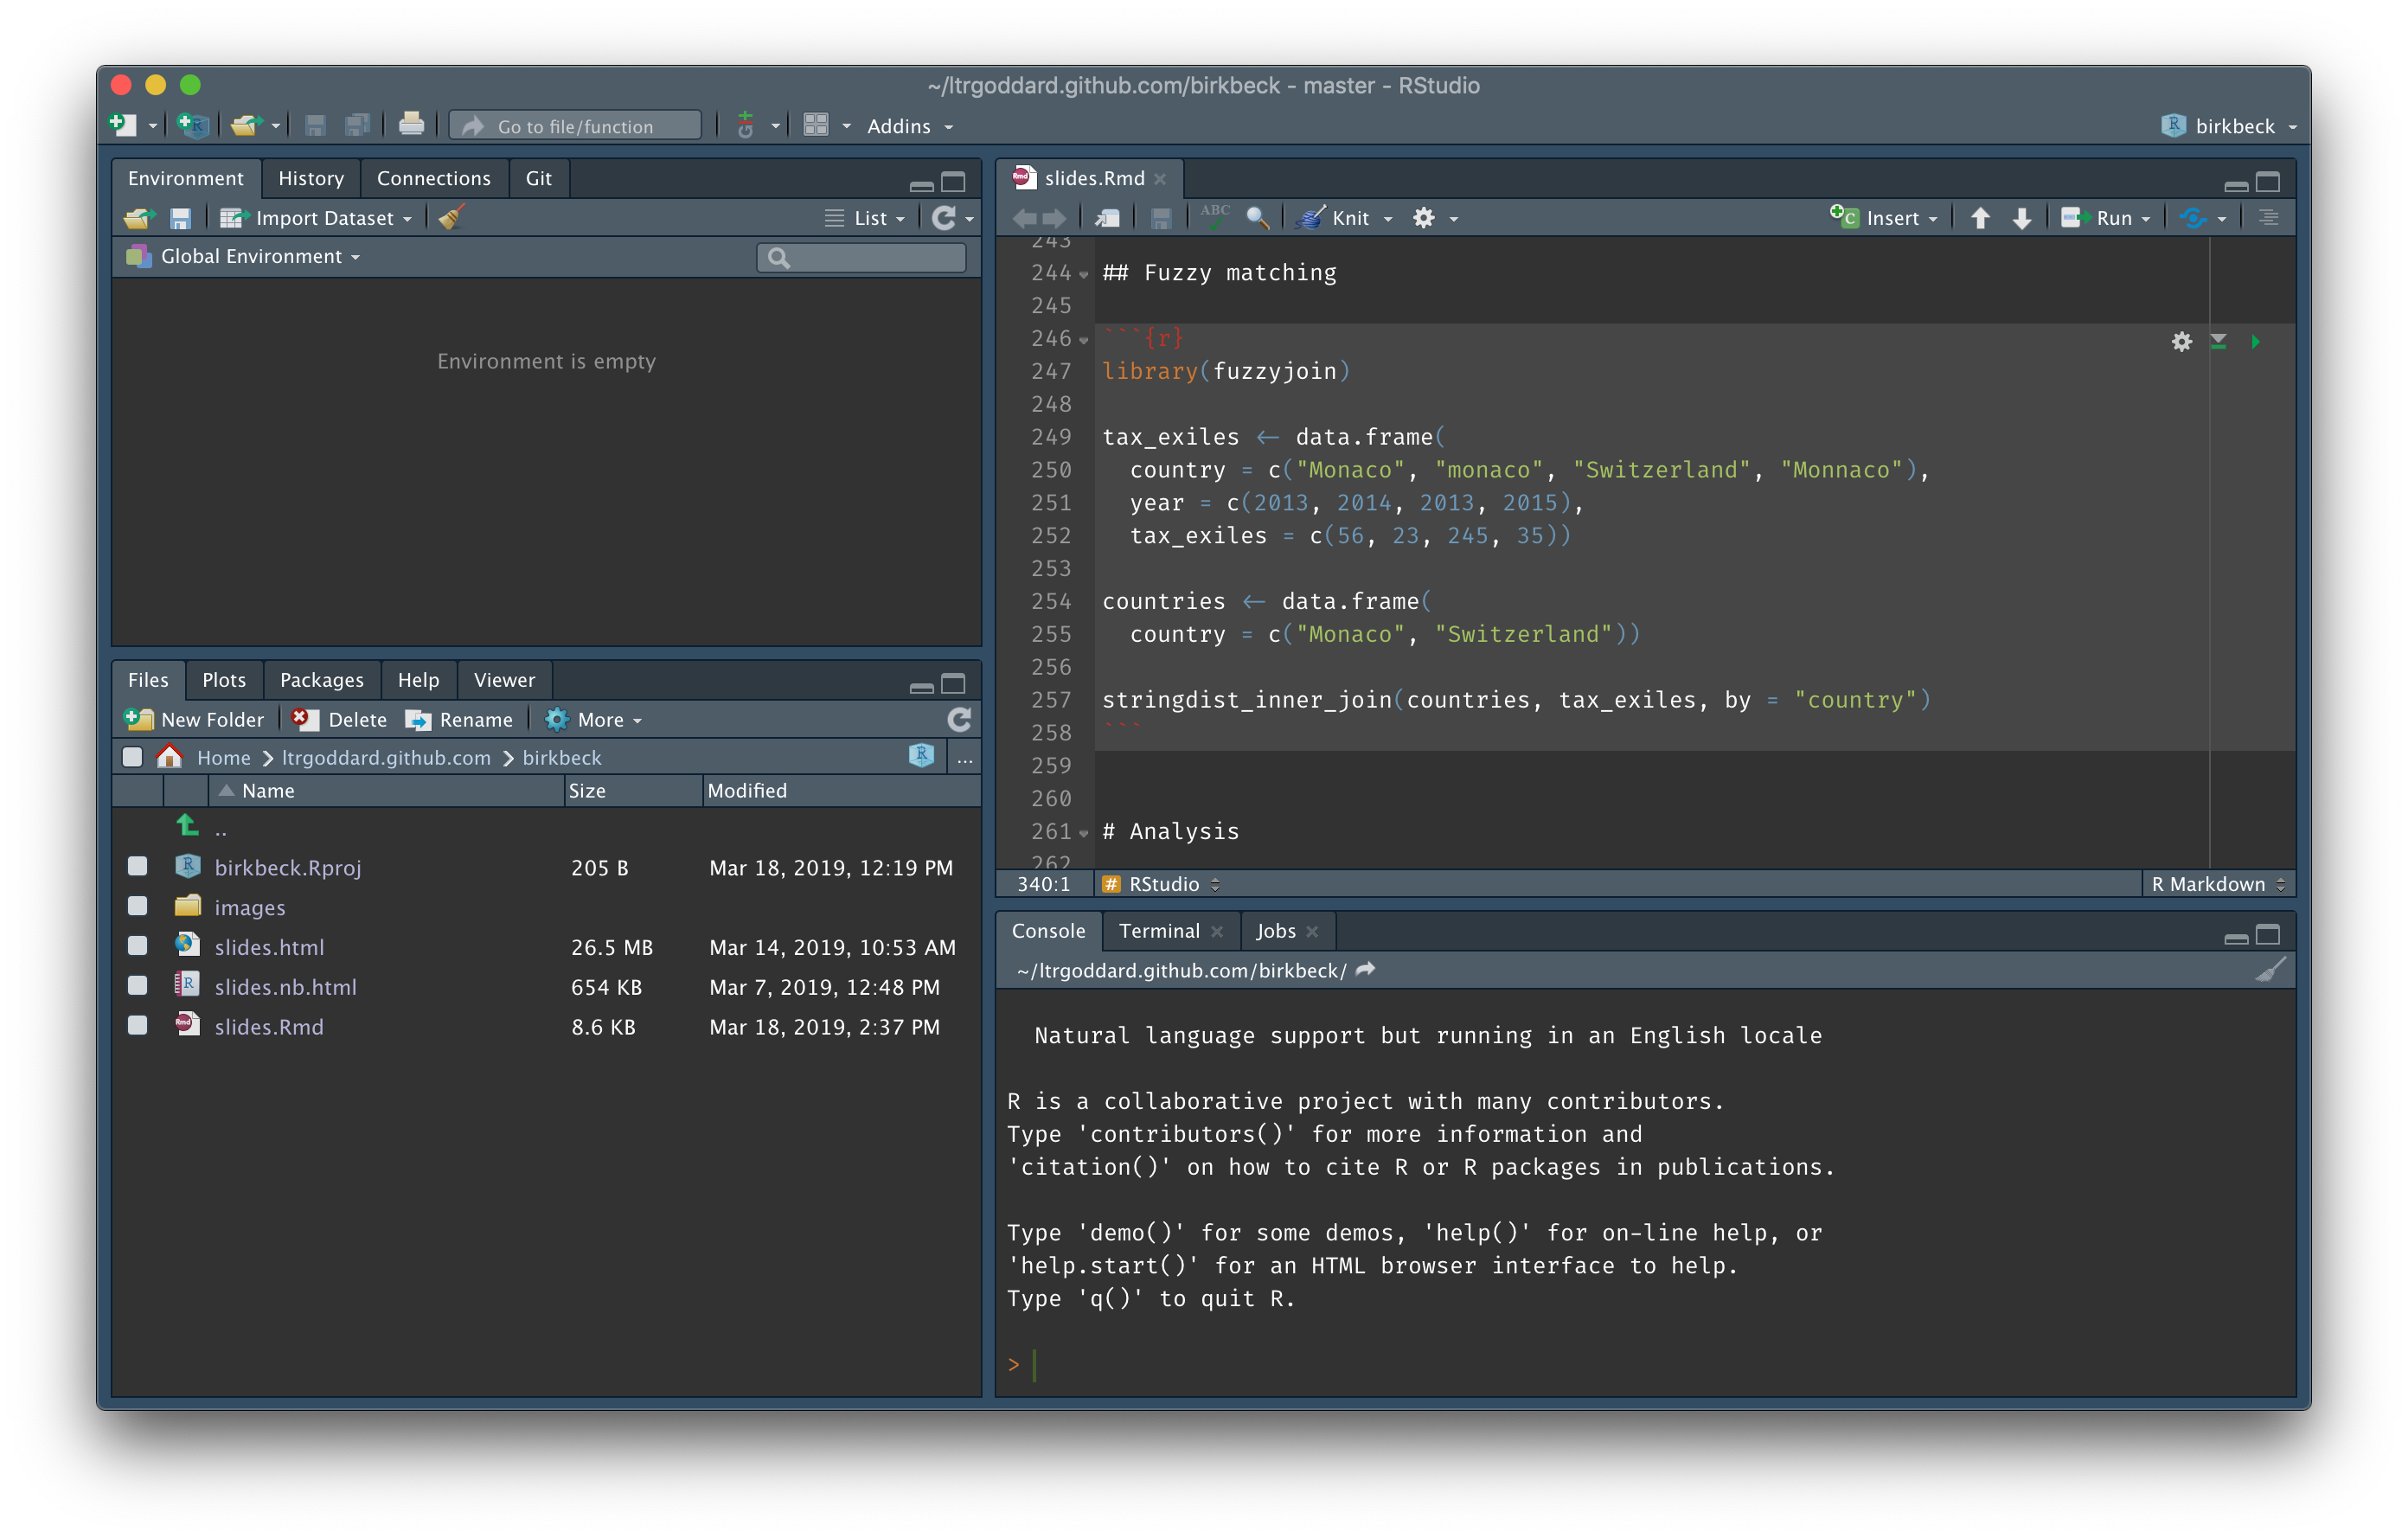 ~/ltrgoddard.github.com/birkbeck - master - RStudio
Go to file/function
Git
Addins
birkbeck
Environment
History
Connections
Git
Import Dataset
List
Global Environment
Environment is empty
Files
Plots
Packages
Help
Viewer
New Folder
Delete
Rename
More
Home
ltrgoddard.github.com
birkbeck
...
Name
Size
Modified
..
birkbeck.Rproj 205 B Mar 18, 2019, 12:19 PM
images
slides.html 26.5 MB Mar 14, 2019, 10:53 AM
slides.nb.html 654 KB Mar 7, 2019, 12:48 PM
slides.Rmd 8.6 KB Mar 18, 2019, 2:37 PM
slides.Rmd
ABC
Knit
Insert
Run
243
244 ## Fuzzy matching
245
246 ```{r}
247 library(fuzzyjoin)
248
249 tax_exiles <- data.frame(
250 country = c("Monaco", "monaco", "Switzerland", "Monnaco"),
251 year = c(2013, 2014, 2013, 2015),
252 tax_exiles = c(56, 23, 245, 35))
253
254 countries <- data.frame(
255 country = c("Monaco", "Switzerland"))
256
257 stringdist_inner_join(countries, tax_exiles, by = "country")
258 ```
259
260
261 # Analysis
262
340:1
# RStudio
R Markdown
Console
Terminal
Jobs
~/ltrgoddard.github.com/birkbeck/
Natural language support but running in an English locale
R is a collaborative project with many contributors.
Type 'contributors()' for more information and
'citation()' on how to cite R or R packages in publications.
Type 'demo()' for some demos, 'help()' for on-line help, or
'help.start()' for an HTML browser interface to help.
Type 'q()' to quit R.
>